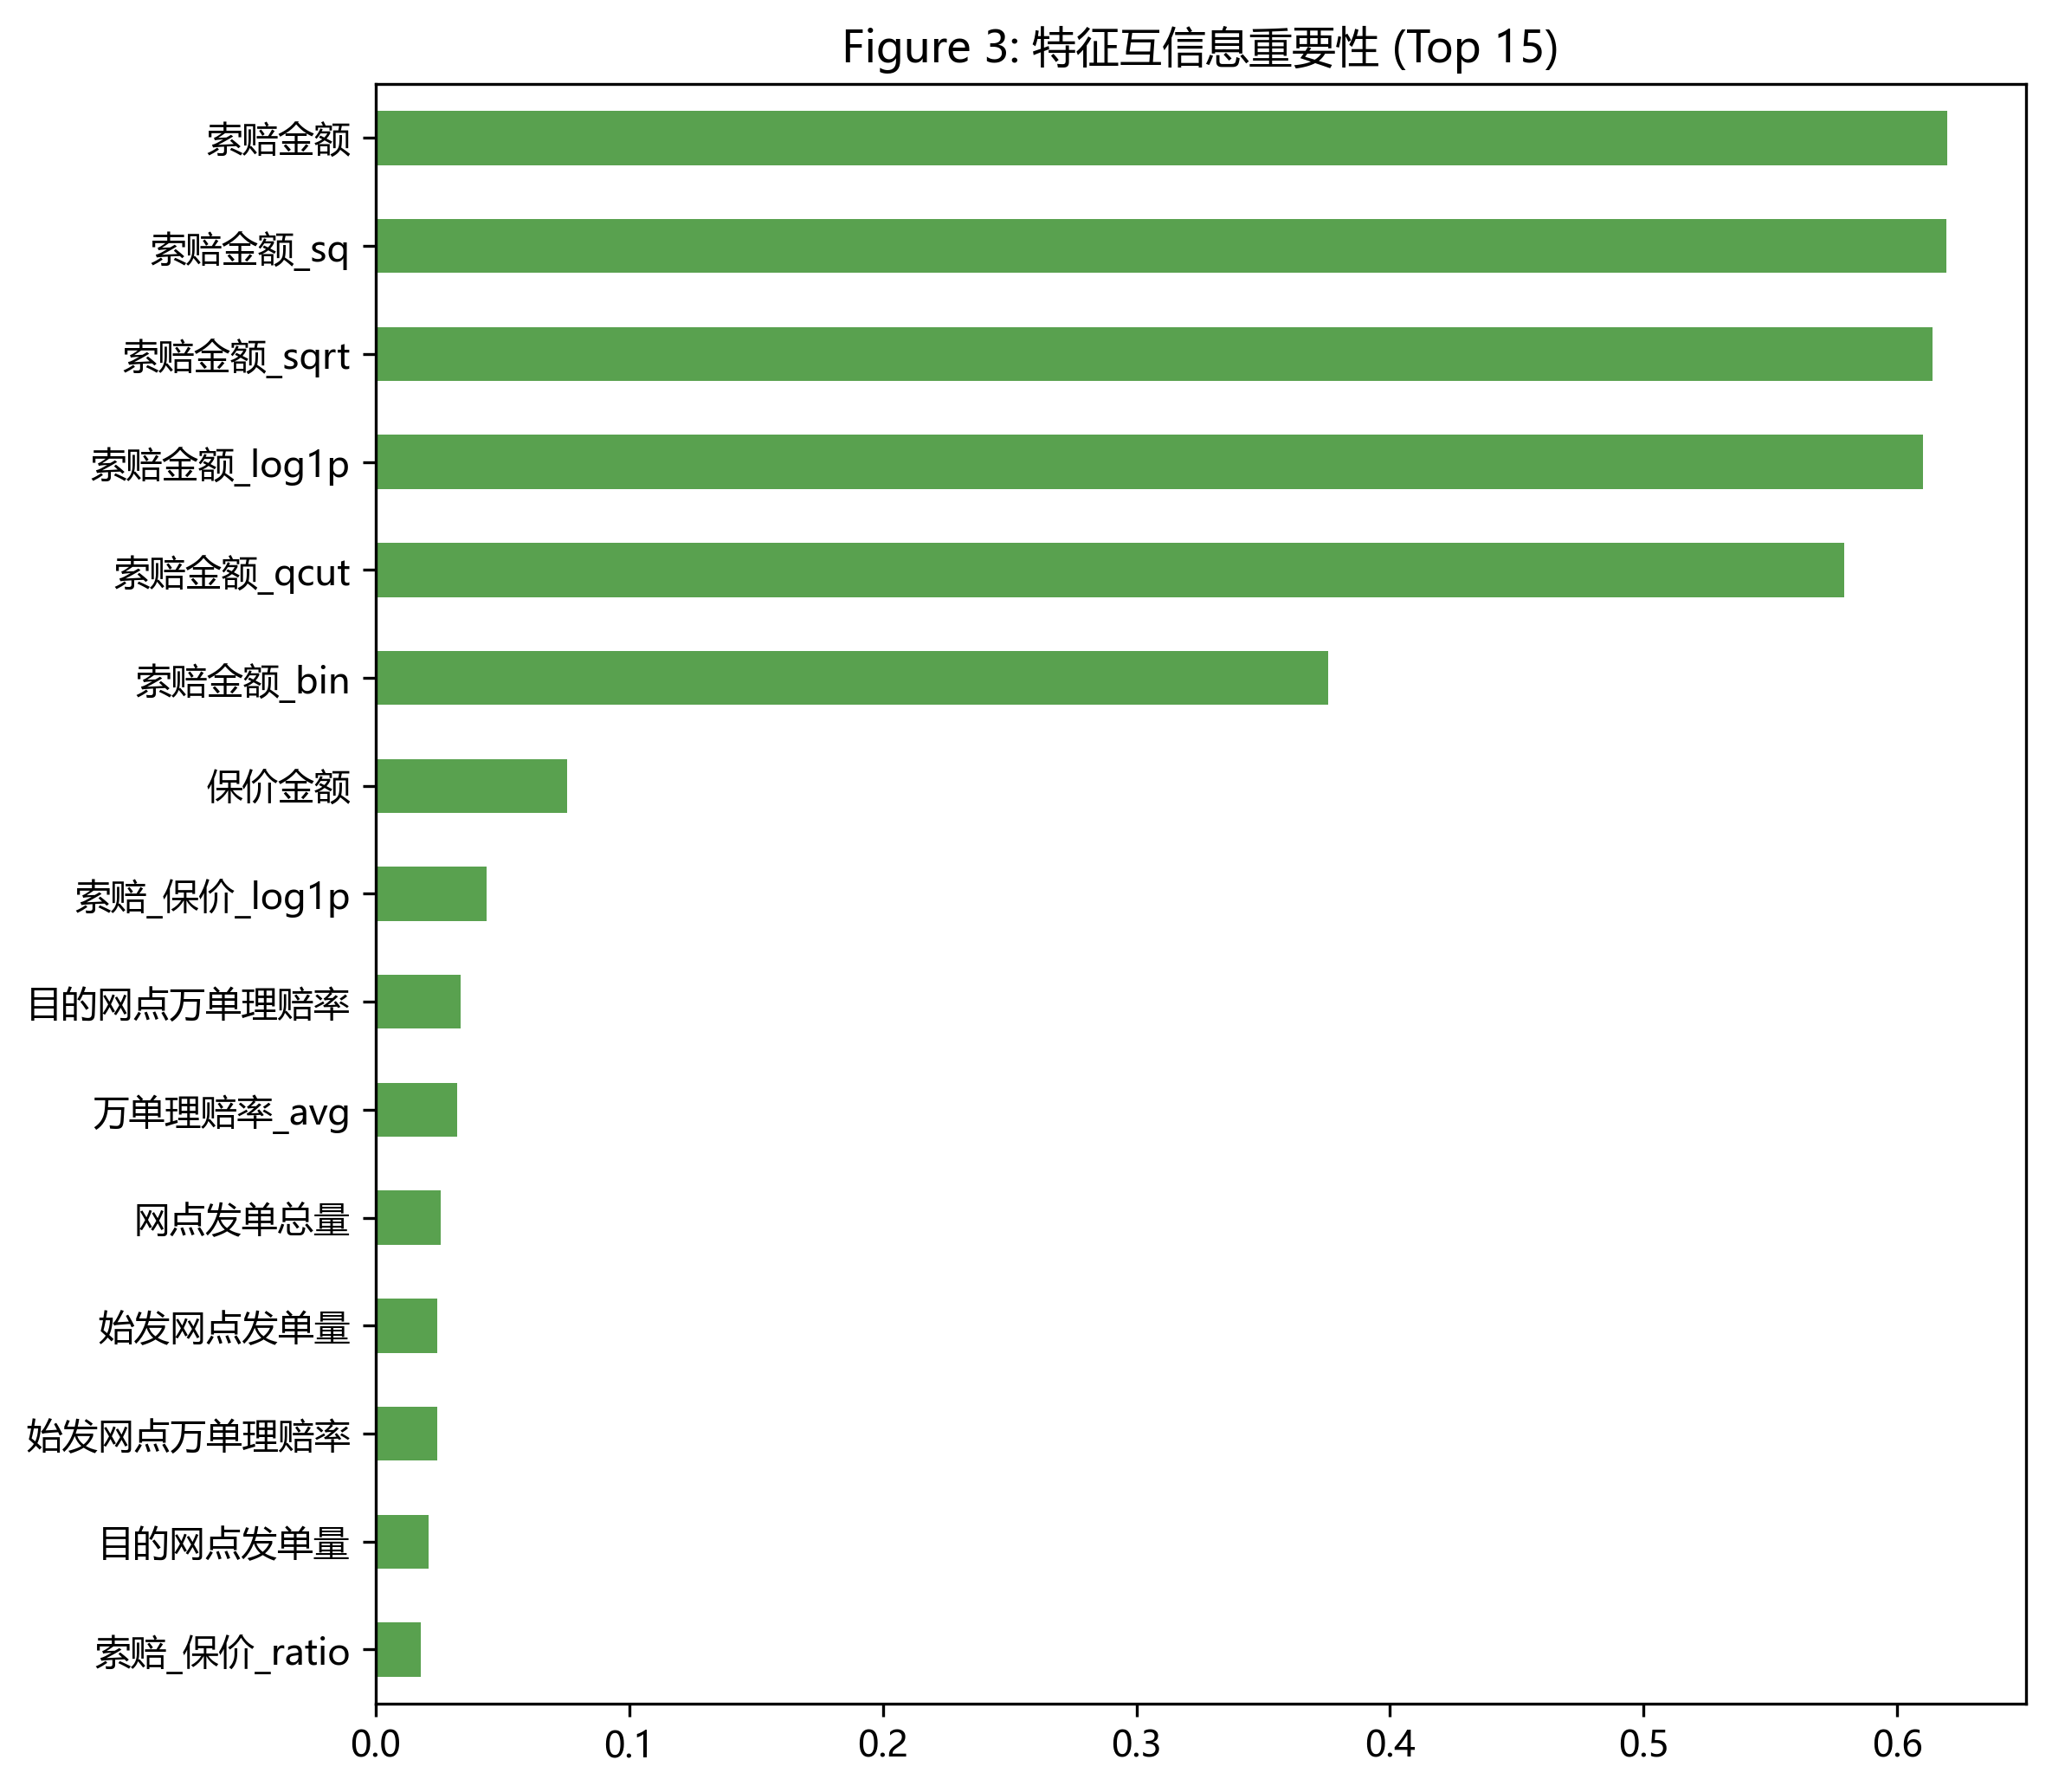 Figure 3: 特征互信息重要性 (Top 15)
索赔金额
索赔金额_sq
索赔金额_sqrt
索赔金额_log1p
索赔金额_qcut
索赔金额_bin
保价金额
索赔_保价_log1p
目的网点万单理赔率
万单理赔率_avg
网点发单总量
始发网点发单量
始发网点万单理赔率
目的网点发单量
索赔_保价_ratio
0.0 0.1 0.2 0.3 0.4 0.5 0.6